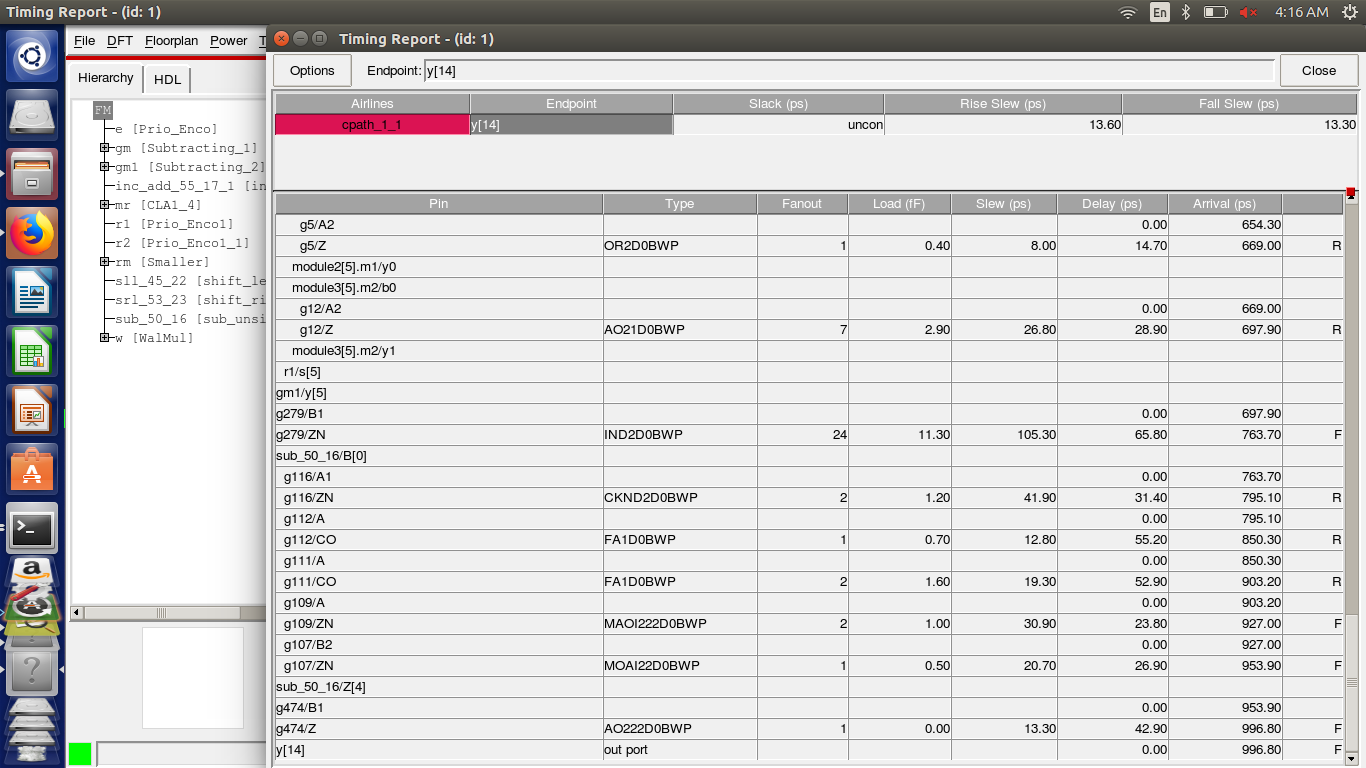 Timing Report - (id: 1)
En
4:16 AM
File DFT Floorplan Power T
Hierarchy HDL
FM
e [Prio_Enco]
gm [Subtracting_1]
gm1 [Subtracting_2]
inc_add_55_17_1 [in
mr [CLA1_4]
r1 [Prio_Enco1]
r2 [Prio_Enco1_1]
rm [Smaller]
sll_45_22 [shift_le
srl_53_23 [shift_ri
sub_50_16 [sub_unsi
w [WalMul]
Timing Report - (id: 1)
Options Endpoint: y[14] Close
Airlines Endpoint Slack (ps) Rise Slew (ps) Fall Slew (ps)
cpath_1_1 y[14] uncon 13.60 13.30
Pin Type Fanout Load (fF) Slew (ps) Delay (ps) Arrival (ps)
g5/A2 0.00 654.30
g5/Z OR2D0BWP 1 0.40 8.00 14.70 669.00 R
module2[5].m1/y0
module3[5].m2/b0
g12/A2 0.00 669.00
g12/Z AO21D0BWP 7 2.90 26.80 28.90 697.90 R
module3[5].m2/y1
r1/s[5]
gm1/y[5]
g279/B1 0.00 697.90
g279/ZN IND2D0BWP 24 11.30 105.30 65.80 763.70 F
sub_50_16/B[0]
g116/A1 0.00 763.70
g116/ZN CKND2D0BWP 2 1.20 41.90 31.40 795.10 R
g112/A 0.00 795.10
g112/CO FA1D0BWP 1 0.70 12.80 55.20 850.30 R
g111/A 0.00 850.30
g111/CO FA1D0BWP 2 1.60 19.30 52.90 903.20 R
g109/A 0.00 903.20
g109/ZN MAOI222D0BWP 2 1.00 30.90 23.80 927.00 F
g107/B2 0.00 927.00
g107/ZN MOAI22D0BWP 1 0.50 20.70 26.90 953.90 F
sub_50_16/Z[4]
g474/B1 0.00 953.90
g474/Z AO222D0BWP 1 0.00 13.30 42.90 996.80 F
y[14] out port 0.00 996.80 F